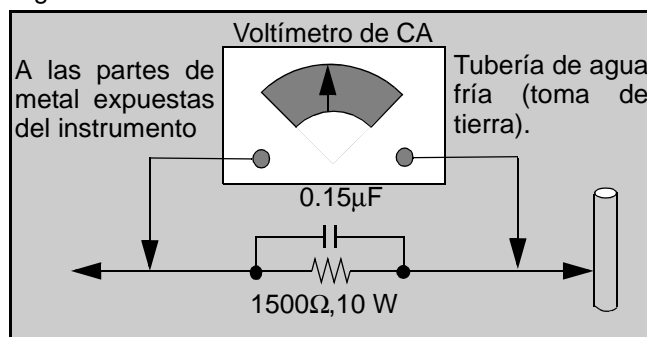 Voltímetro de CA
A las partes de
metal expuestas
del instrumento
Tubería de agua
fría (toma de
tierra).
0.15μF
1500Ω,10 W